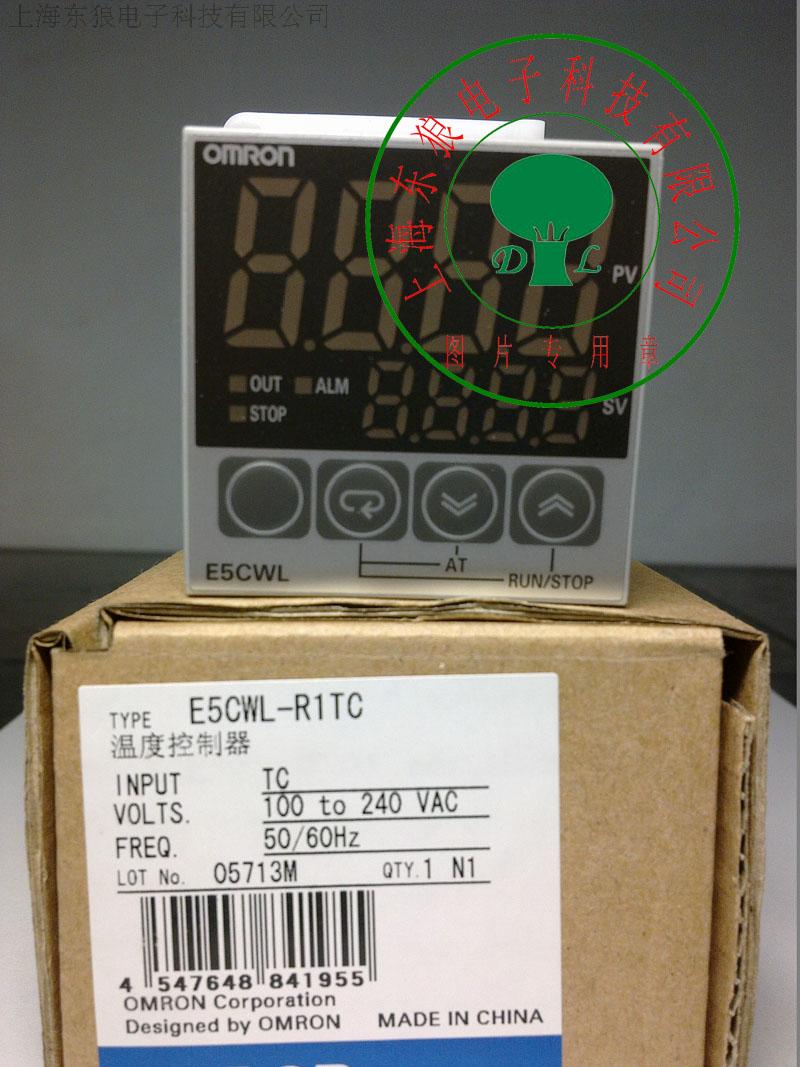 上海东狼电子科技有限公司
上海东狼电子科技有限公司
DL
图片专用章
OMRON
PV
OUT ALM
STOP
SV
E5CWL
AT
RUN/STOP
TYPE E5CWL-R1TC
温度控制器
INPUT TC
VOLTS. 100 to 240 VAC
FREQ. 50/60Hz
LOT No. 05713M QTY.1 N1
4 547648 841955
OMRON Corporation
Designed by OMRON MADE IN CHINA